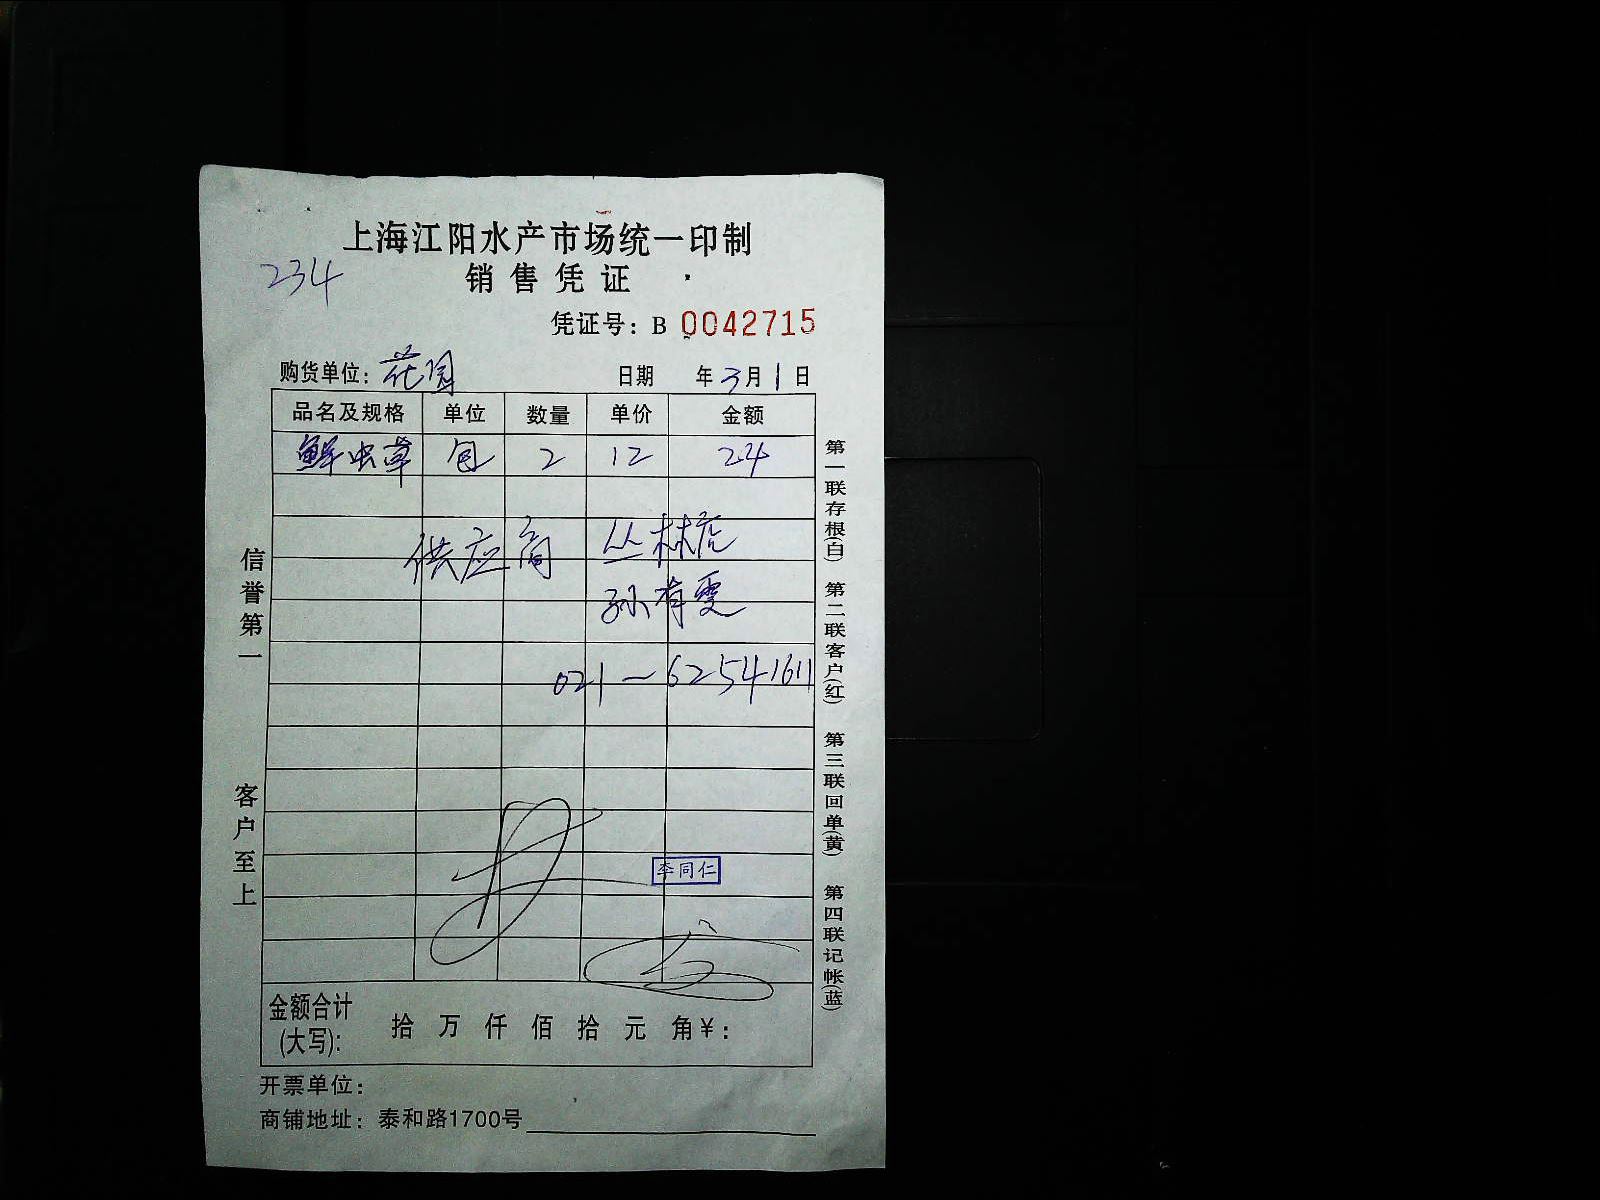 上海江阳水产市场统一印制
234 销售凭证
凭证号：B 0042715
购货单位：花园 日期 年3月1日
品名及规格 单位 数量 单价 金额
鲜虫草 包 2 12 24
供应商 丛林店
孙有雯
021-62541611
李同仁
金额合计(大写)： 拾 万 仟 佰 拾 元 角￥：
开票单位：
商铺地址：泰和路1700号
信誉第一
客户至上
第一联存根(白) 第二联客户(红) 第三联回单(黄) 第四联记帐(蓝)